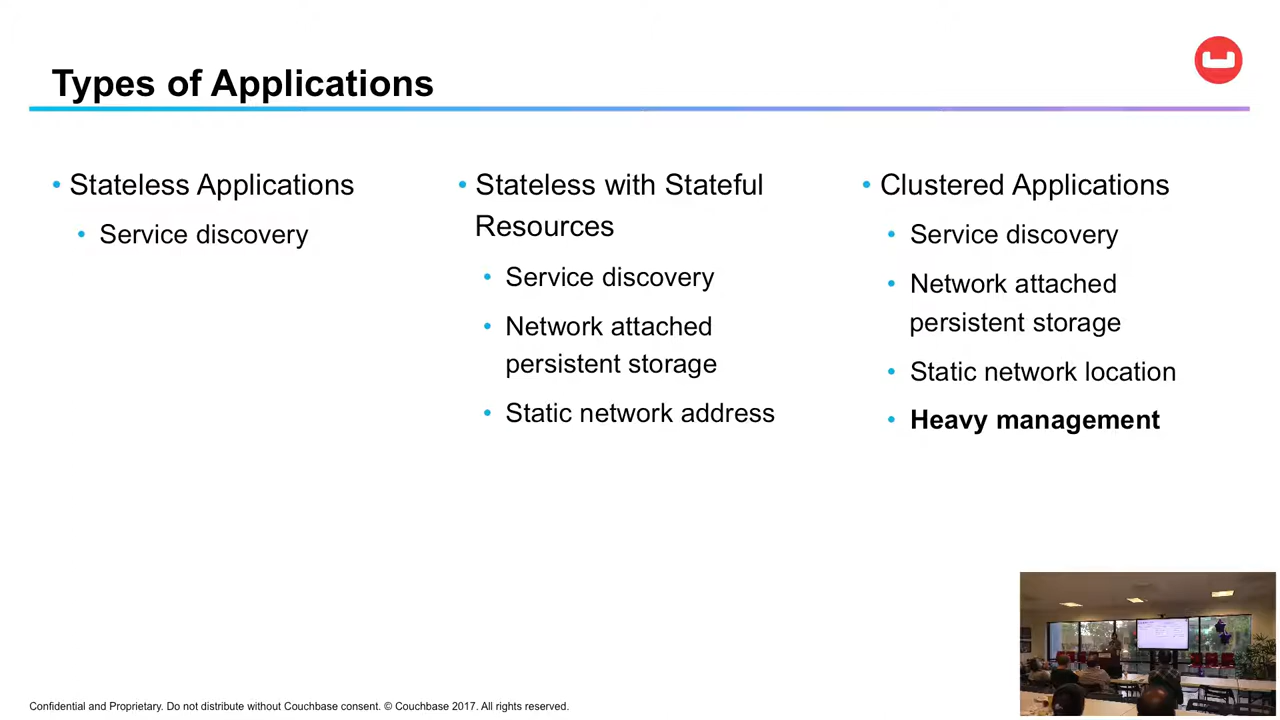 Types of Applications
• Stateless Applications
• Service discovery
• Stateless with Stateful
Resources
• Service discovery
• Network attached
persistent storage
• Static network address
• Clustered Applications
• Service discovery
• Network attached
persistent storage
• Static network location
• Heavy management
Confidential and Proprietary. Do not distribute without Couchbase consent. © Couchbase 2017. All rights reserved.